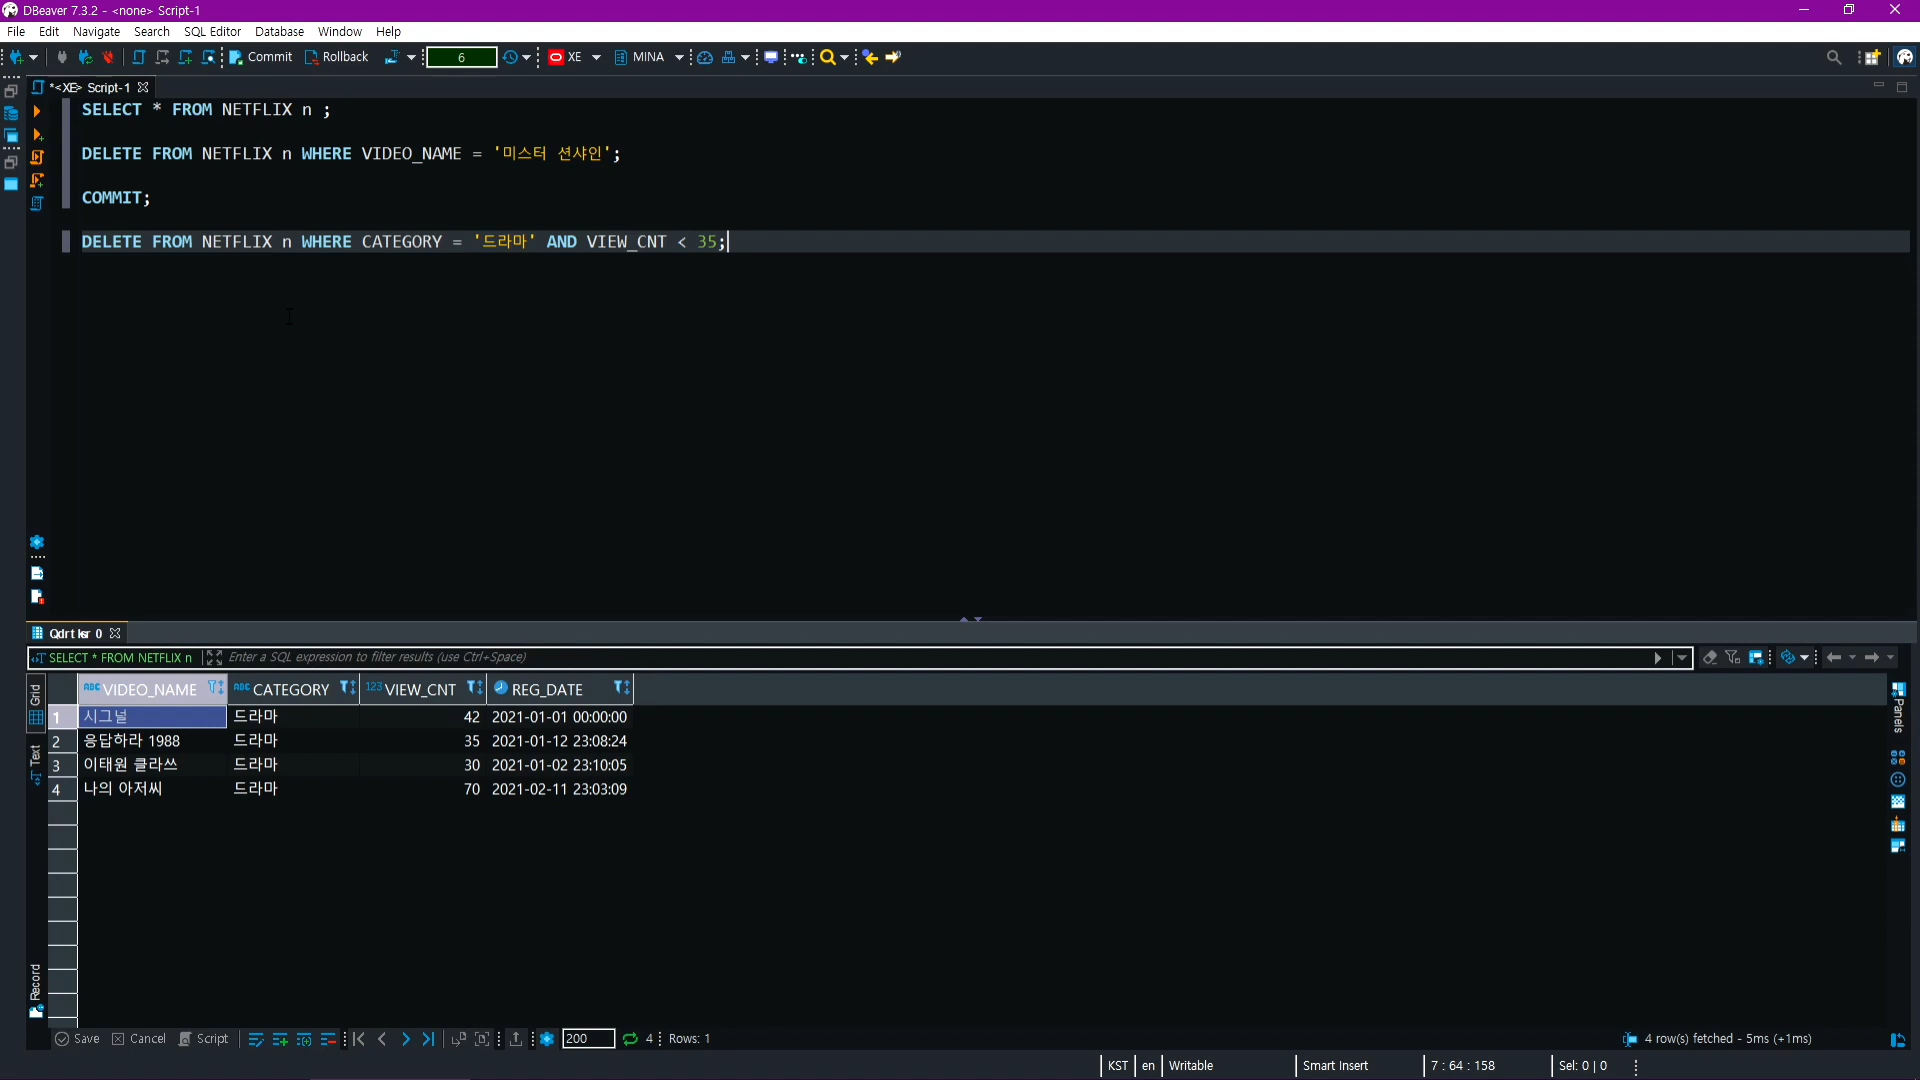 DBeaver 7.3.2 - <none> Script-1
File Edit Navigate Search SQL Editor Database Window Help
Commit Rollback 6 XE MINA
*<XE> Script-1
SELECT * FROM NETFLIX n ;
DELETE FROM NETFLIX n WHERE VIDEO_NAME = '미스터 션샤인';
COMMIT;
DELETE FROM NETFLIX n WHERE CATEGORY = '드라마' AND VIEW_CNT < 35;
Qdrt lsr 0
SELECT * FROM NETFLIX n Enter a SQL expression to filter results (use Ctrl+Space)
Grid
Text
Record
Panels
ABC VIDEO_NAME ABC CATEGORY 123 VIEW_CNT REG_DATE
1 시그널 드라마 42 2021-01-01 00:00:00
2 응답하라 1988 드라마 35 2021-01-12 23:08:24
3 이태원 클라쓰 드라마 30 2021-01-02 23:10:05
4 나의 아저씨 드라마 70 2021-02-11 23:03:09
Save Cancel Script 200 4 Rows: 1 4 row(s) fetched - 5ms (+1ms)
KST en Writable Smart Insert 7 : 64 : 158 Sel: 0 | 0